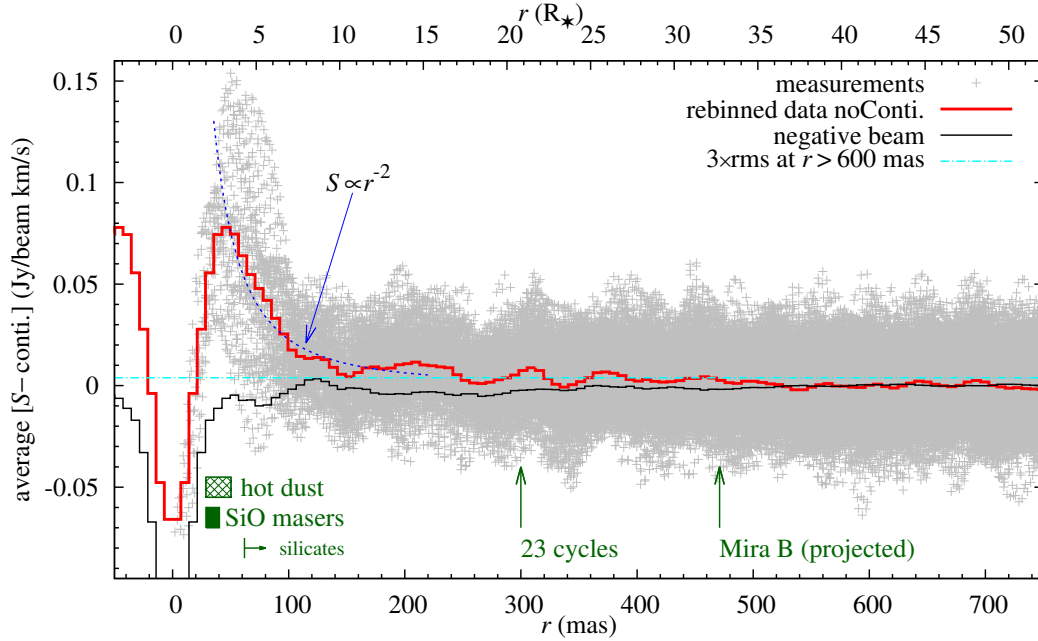 r (R★)
0 5 10 15 20 25 30 35 40 45 50
0.15
0.1
0.05
0
-0.05
average [S− conti.] (Jy/beam km/s)
measurements
rebinned data noConti.
negative beam
3×rms at r > 600 mas
S∝r⁻²
hot dust
SiO masers
silicates
23 cycles
Mira B (projected)
0 100 200 300 400 500 600 700
r (mas)